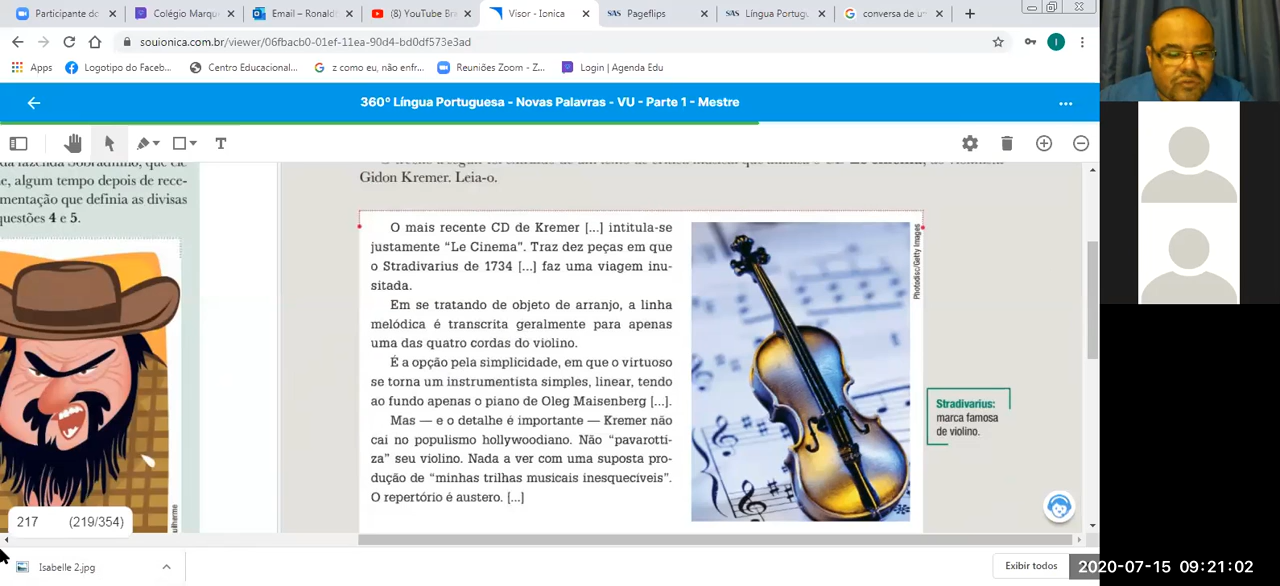 Participante do
Colégio Marqu
Email – Ronald
(8) YouTube Br
Visor - Ionica
SAS Pageflips
SAS Língua Portug
conversa de u
souionica.com.br/viewer/06fbacb0-01ef-11ea-90d4-bd0df573e3ad
Apps
Logotipo do Faceb...
Centro Educacional...
z como eu, não enfr...
Reuniões Zoom - Z...
Login | Agenda Edu
360º Língua Portuguesa - Novas Palavras - VU - Parte 1 - Mestre
T
que ele
e, algum tempo depois de rece-
mentação que definia as divisas
questões 4 e 5.
uilherme
Gidon Kremer. Leia-o.
O mais recente CD de Kremer [...] intitula-se
justamente “Le Cinema”. Traz dez peças em que
o Stradivarius de 1734 [...] faz uma viagem inu-
sitada.
Em se tratando de objeto de arranjo, a linha
melódica é transcrita geralmente para apenas
uma das quatro cordas do violino.
É a opção pela simplicidade, em que o virtuoso
se torna um instrumentista simples, linear, tendo
ao fundo apenas o piano de Oleg Maisenberg [...].
Mas — e o detalhe é importante — Kremer não
cai no populismo hollywoodiano. Não “pavarotti-
za” seu violino. Nada a ver com uma suposta pro-
dução de “minhas trilhas musicais inesquecíveis”.
O repertório é austero. [...]
Photodisc/Getty Images
Stradivarius:
marca famosa
de violino.
217 (219/354)
Isabelle 2.jpg
Exibir todos
2020-07-15 09:21:02